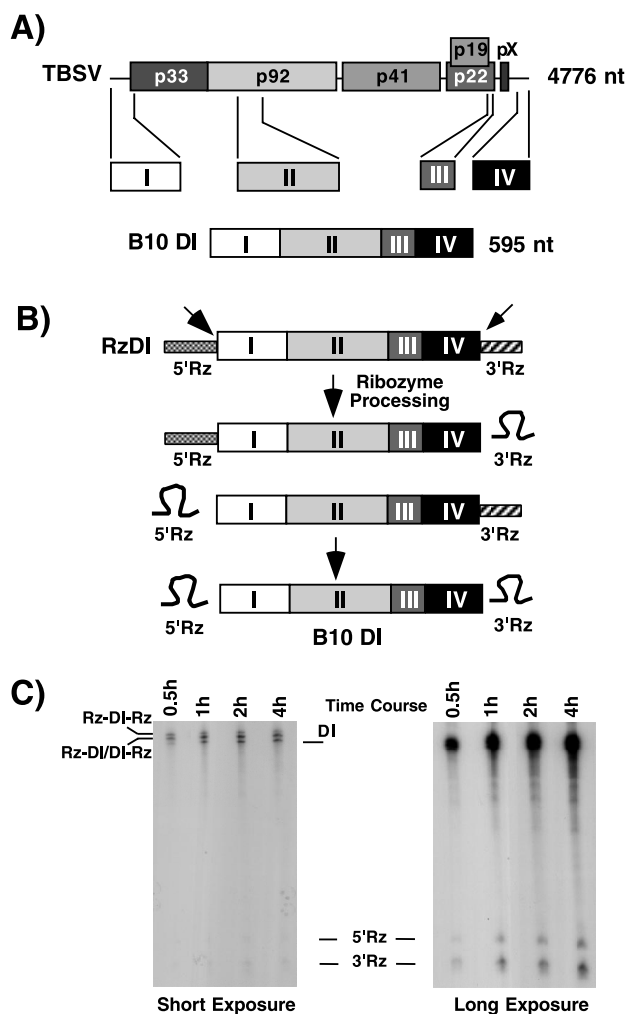 A)
TBSV p33 p92 p41 p19 p22 pX 4776 nt
I II III IV
B10 DI I II III IV 595 nt
B)
RzDI I II III IV
5'Rz 3'Rz
Ribozyme
Processing
I II III IV
5'Rz 3'Rz
I II III IV
5'Rz 3'Rz
I II III IV
5'Rz 3'Rz
B10 DI
C)
0.5h 1h 2h 4h Time Course 0.5h 1h 2h 4h
Rz-DI-Rz
DI
Rz-DI/DI-Rz
5'Rz
3'Rz
Short Exposure Long Exposure